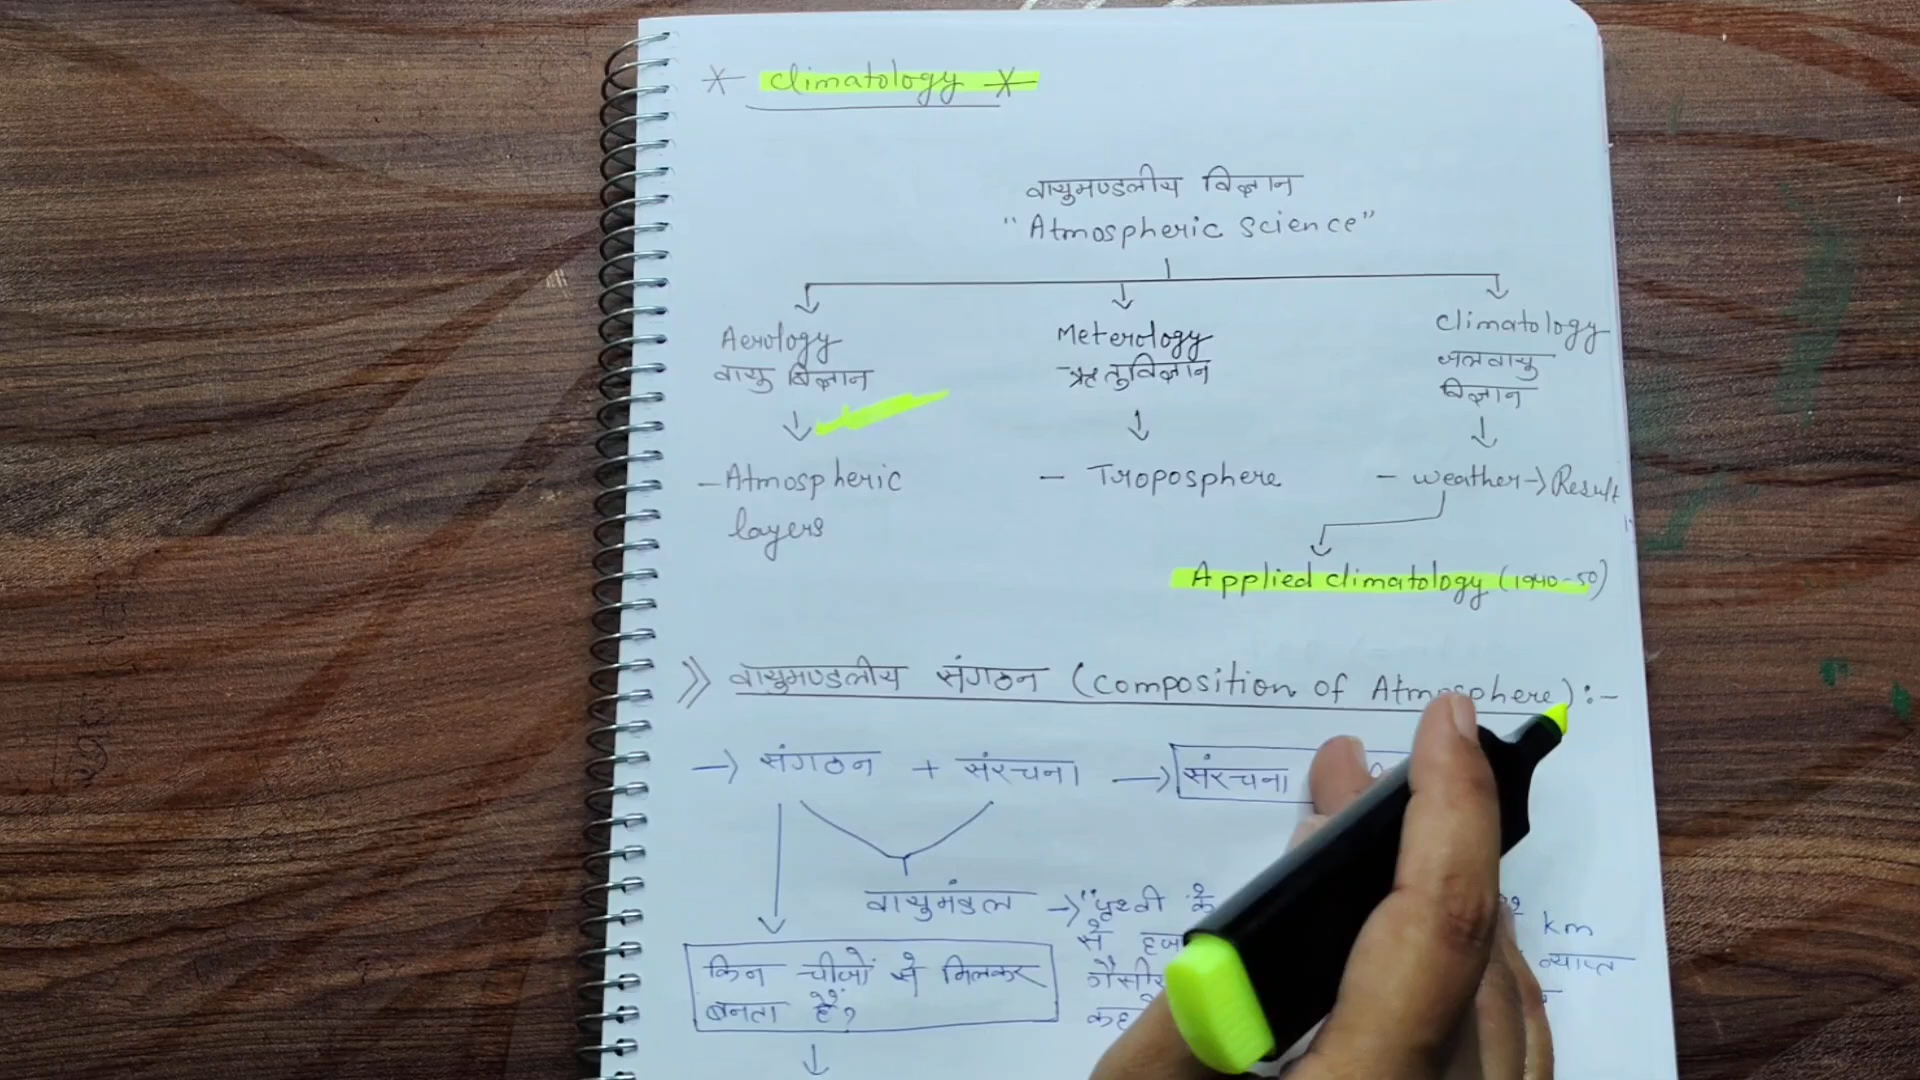 * Climatology *
वायुमण्डलीय विज्ञान
"Atmospheric Science"
Aerology
वायु विज्ञान
Meterology
ऋतुविज्ञान
Climatology
जलवायु
विज्ञान
- Atmospheric
layers
- Troposphere
- weather → Result
Applied climatology (1940-50)
>> वायुमण्डलीय संगठन (Composition of Atmosphere) :-
→ संगठन + संरचना → संरचना
वायुमंडल → "पृथ्वी के
से km
व्याप्त
किन चीजों से मिलकर
बनता है?